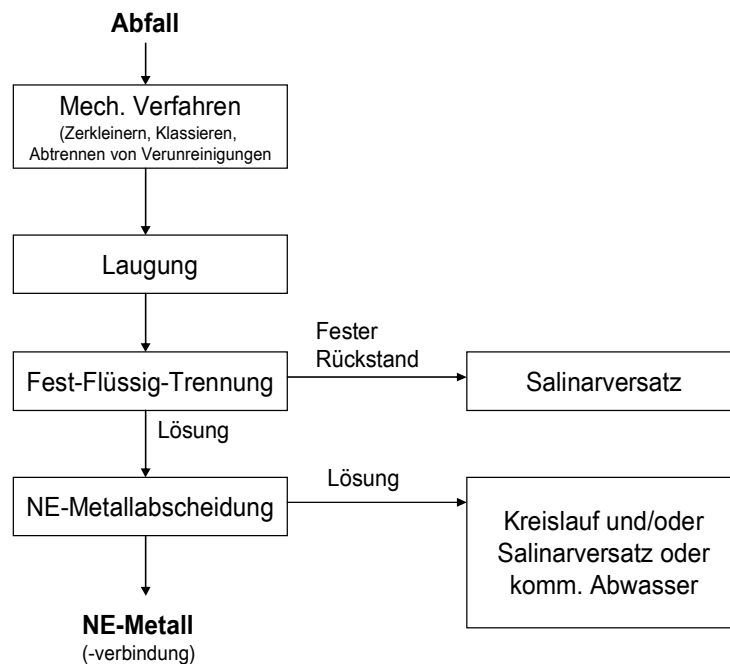 Abfall
Mech. Verfahren
(Zerkleinern, Klassieren,
Abtrennen von Verunreinigungen
Laugung
Fester
Rückstand
Fest-Flüssig-Trennung
Salinarversatz
Lösung
NE-Metallabscheidung
Lösung
Kreislauf und/oder
Salinarversatz oder
komm. Abwasser
NE-Metall
(-verbindung)